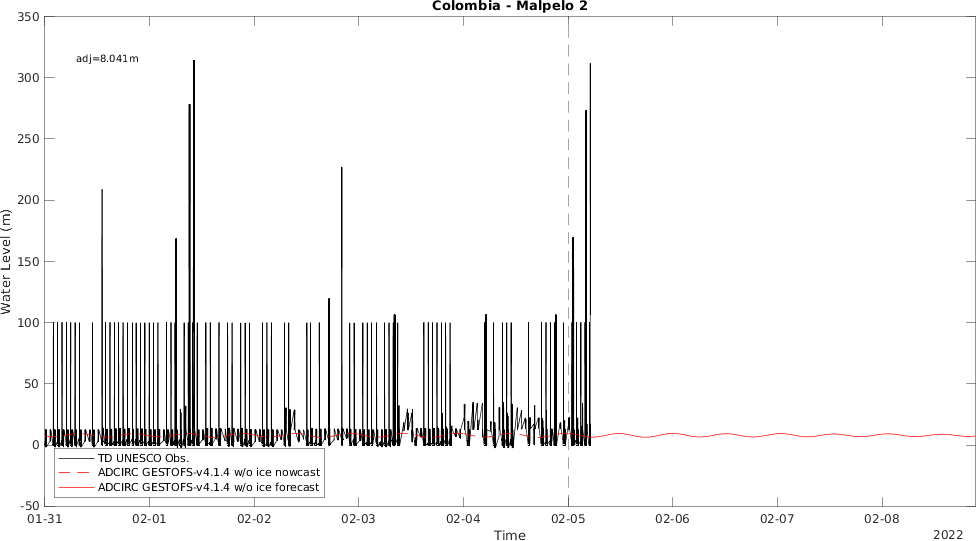 Colombia - Malpelo 2
adj=8.041m
Water Level (m)
350
300
250
200
150
100
50
0
-50
TD UNESCO Obs.
ADCIRC GESTOFS-v4.1.4 w/o ice nowcast
ADCIRC GESTOFS-v4.1.4 w/o ice forecast
01-31 02-01 02-02 02-03 02-04 02-05 02-06 02-07 02-08
Time
2022